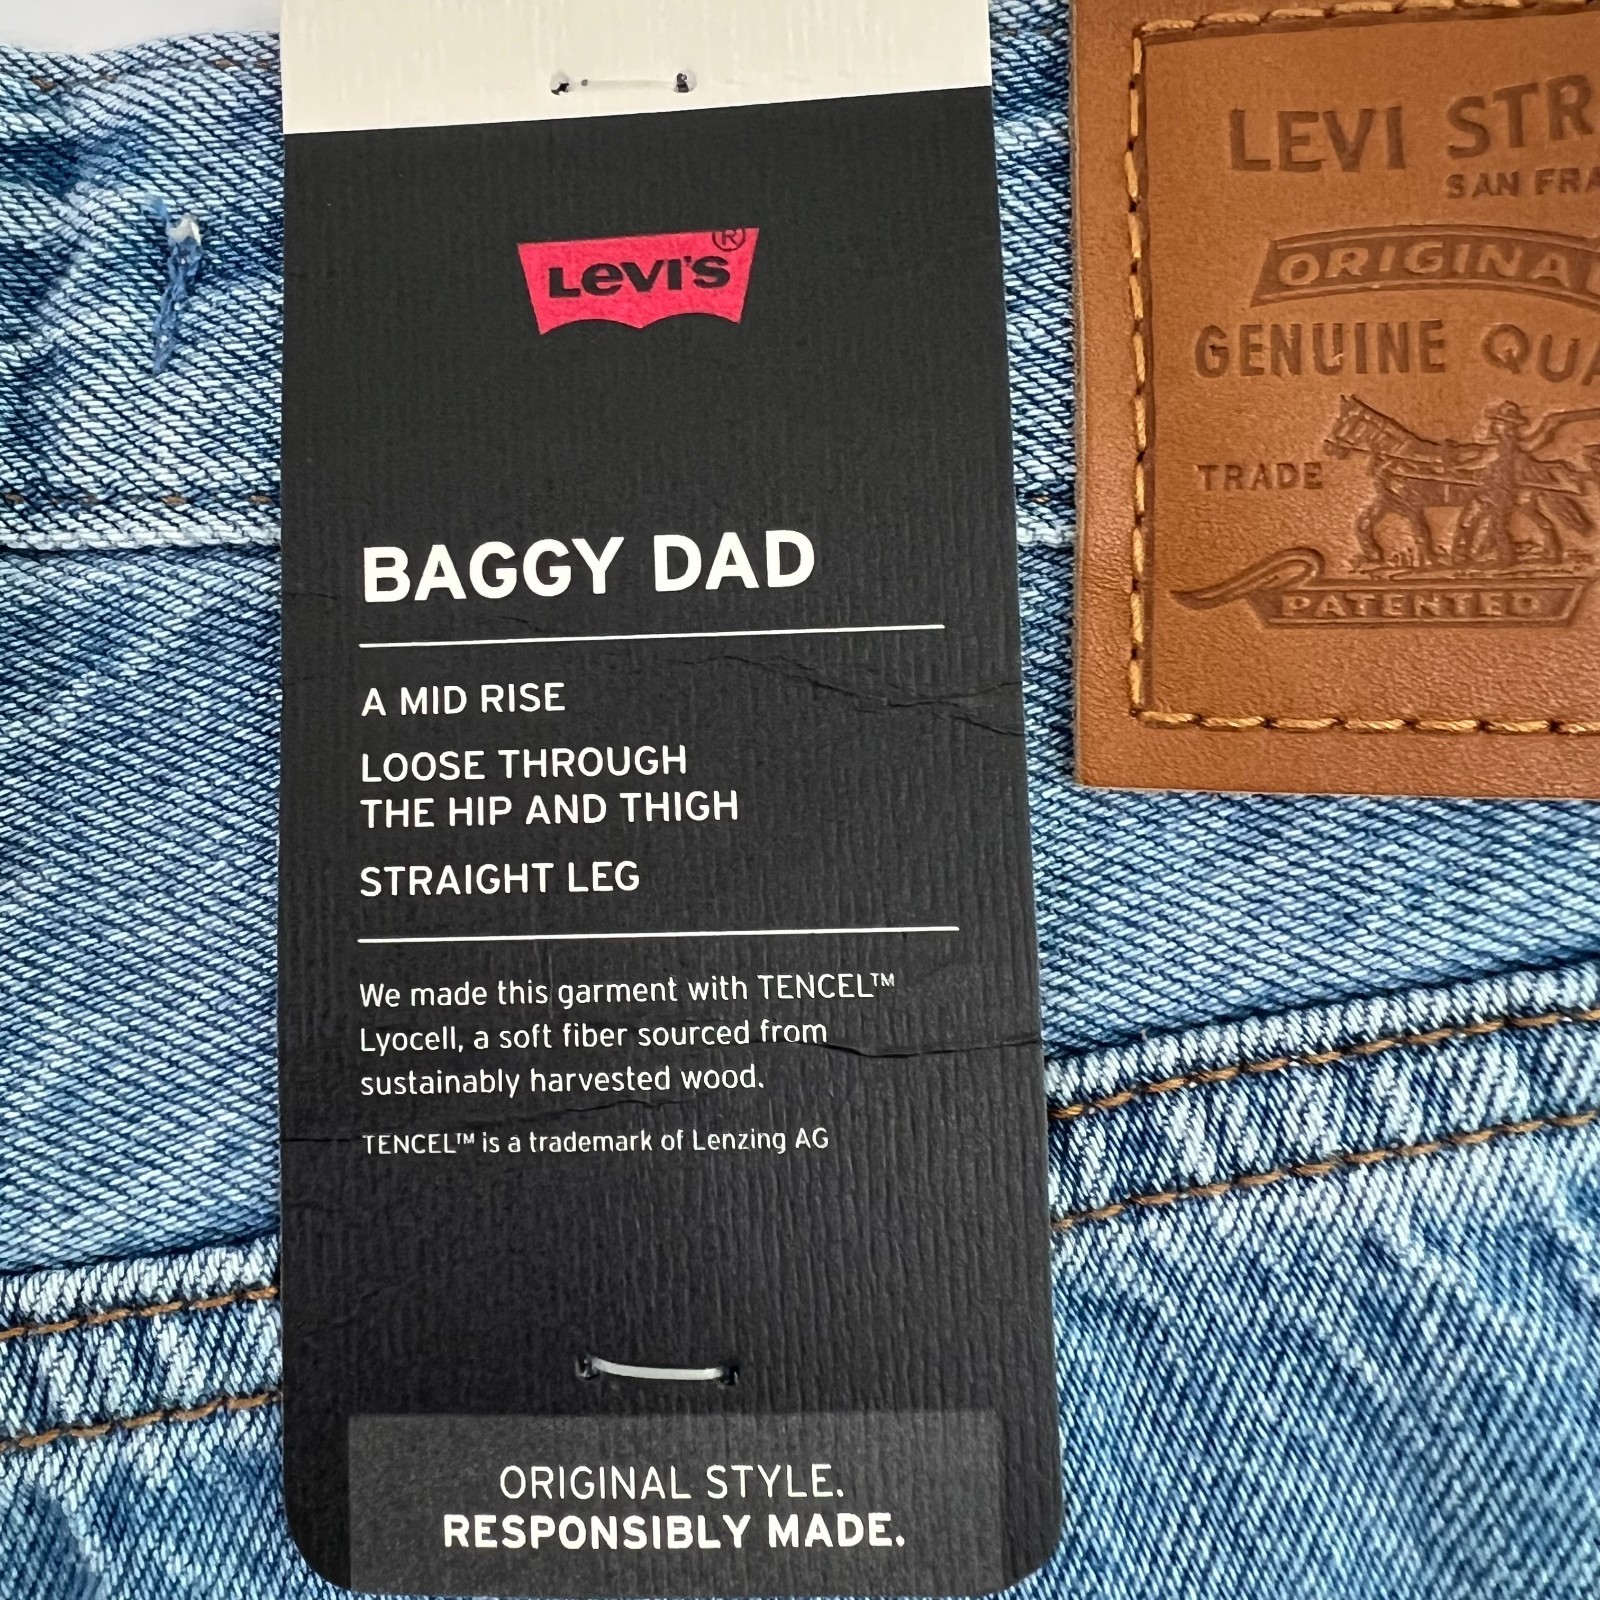 LEVI'S®
BAGGY DAD
A MID RISE
LOOSE THROUGH
THE HIP AND THIGH
STRAIGHT LEG
We made this garment with TENCEL™
Lyocell, a soft fiber sourced from
sustainably harvested wood.
TENCEL™ is a trademark of Lenzing AG
ORIGINAL STYLE.
RESPONSIBLY MADE.
LEVI STR
SAN FRA
ORIGINAL
GENUINE QUA
TRADE
PATENTED